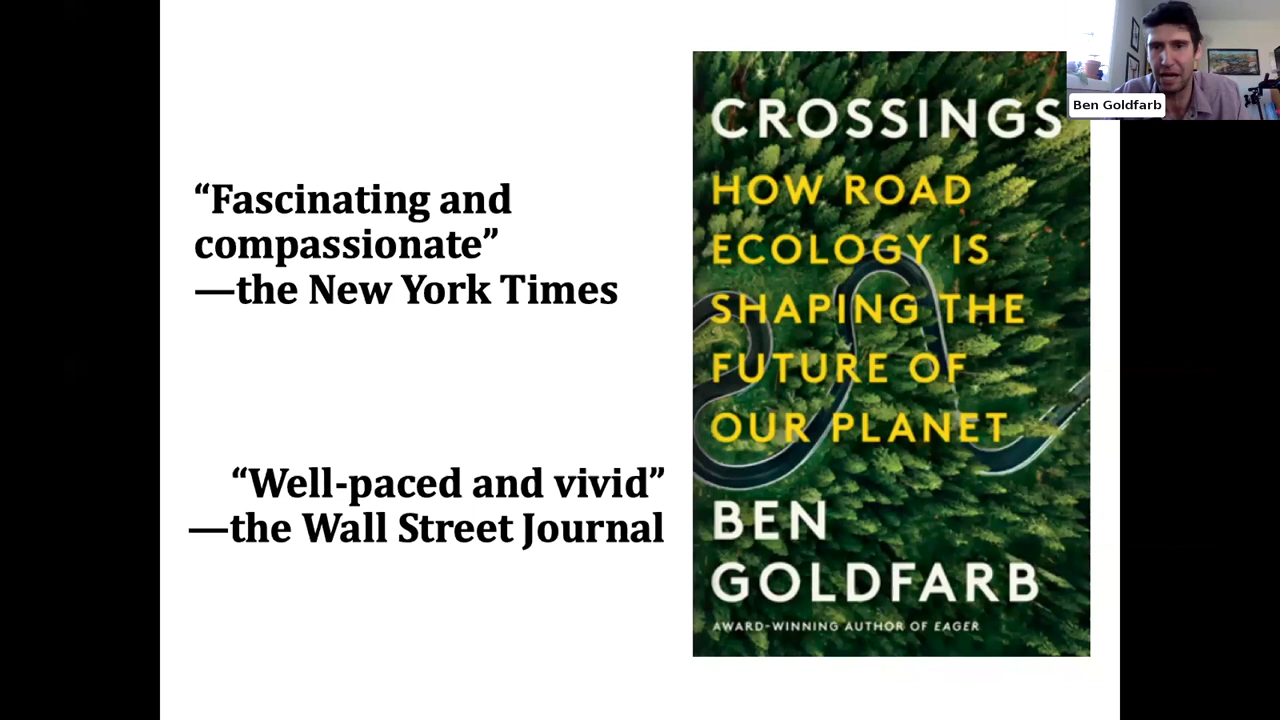 “Fascinating and
compassionate”
—the New York Times
“Well-paced and vivid”
—the Wall Street Journal
CROSSINGS
HOW ROAD
ECOLOGY IS
SHAPING THE
FUTURE OF
OUR PLANET
BEN
GOLDFARB
AWARD-WINNING AUTHOR OF EAGER
Ben Goldfarb